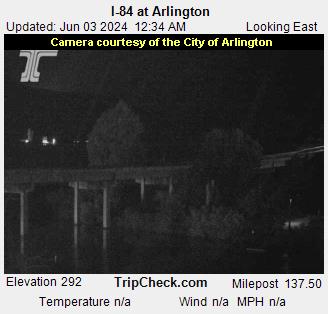 I-84 at Arlington
Updated: Jun 03 2024 12:34 AM Looking East
Camera courtesy of the City of Arlington
Elevation 292 TripCheck.com Milepost 137.50
Temperature n/a Wind n/a MPH n/a